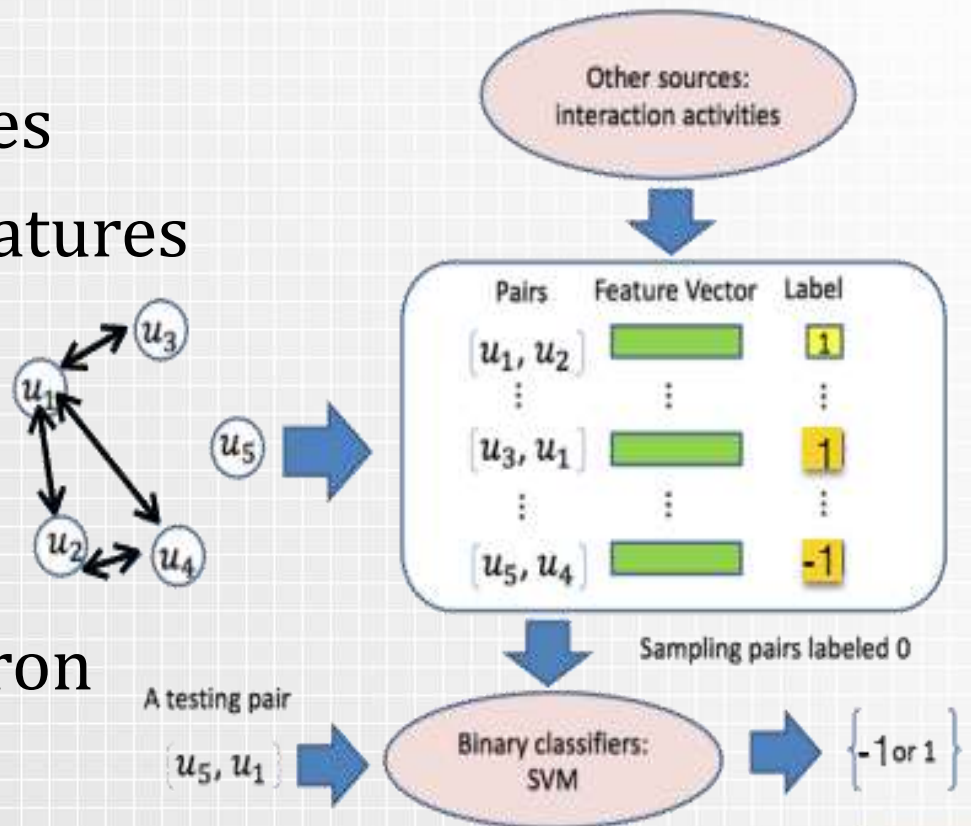 es
atures
ron
Other sources:
interaction activities
Pairs Feature Vector Label
u1, u2 1
⋮ ⋮ ⋮
u3, u1 1
⋮ ⋮ ⋮
u5, u4 -1
u3
u1
u5
u2
u4
Sampling pairs labeled 0
A testing pair
u5, u1
Binary classifiers:
SVM
{-1 or 1}